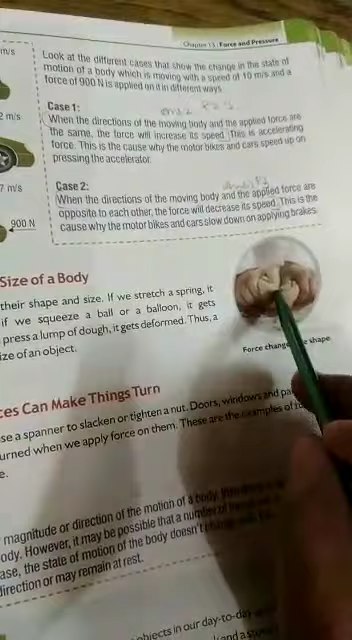 Chapter 13: Force and Pressure
m/s
Look at the different cases that show the change in the state of
motion of a body which is moving with a speed of 10 m/s and a
force of 900 N is applied on it in different ways.
Case 1:
2 m/s
When the directions of the moving body and the applied force are
the same, the force will increase its speed. This is accelerating
force. This is the cause why the motor bikes and cars speed up on
pressing the accelerator.
7 m/s
Case 2:
When the directions of the moving body and the applied force are
opposite to each other, the force will decrease its speed. This is the
cause why the motor bikes and cars slow down on applying brakes.
900 N
Size of a Body
their shape and size. If we stretch a spring, it
if we squeeze a ball or a balloon, it gets
press a lump of dough, it gets deformed. Thus, a
ize of an object.
Force chang shape
ces Can Make Things Turn
se a spanner to slacken or tighten a nut. Doors, windows and
urned when we apply force on them. These are the examples of
e.
magnitude or direction of the motion of a body,
ody. However, it may be possible that a number of
ase, the state of motion of the body doesn't
direction or may remain at rest.
objects in our day-to-day